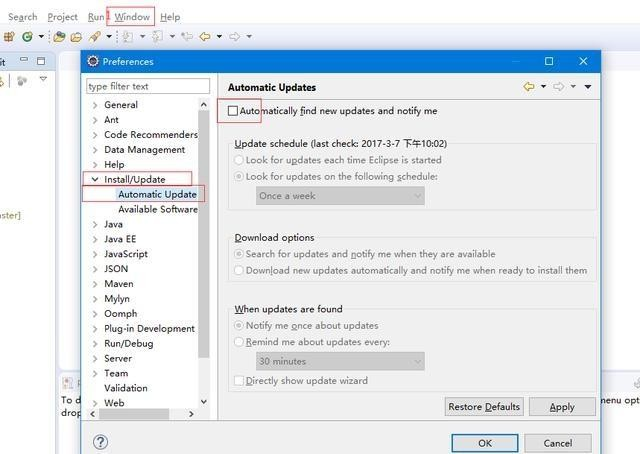 Search Project Run 1 Window Help
it
Preferences
type filter text
Automatic Updates
General
Ant
Code Recommenders
Data Management
Help
Install/Update
Automatic Update
Available Software
Java
Java EE
JavaScript
JSON
Maven
Mylyn
Oomph
Plug-in Development
Run/Debug
Server
Team
Validation
Web
Automatically find new updates and notify me
Update schedule (last check: 2017-3-7 下午10:02)
Look for updates each time Eclipse is started
Look for updates on the following schedule:
Once a week
Download options
Search for updates and notify me when they are available
Download new updates automatically and notify me when ready to install them
When updates are found
Notify me once about updates
Remind me about updates every:
30 minutes
Directly show update wizard
Restore Defaults Apply
? OK Cancel
aster]
To d
drop
menu opt